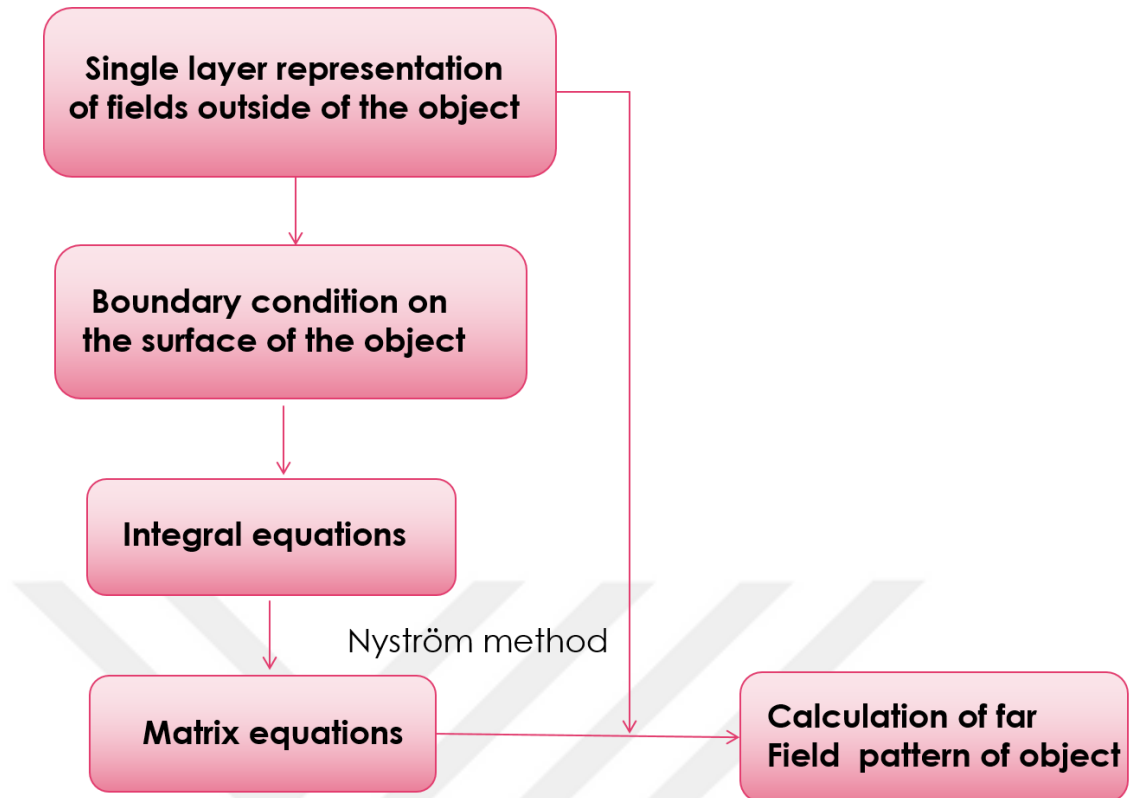 Single layer representation
of fields outside of the object
Boundary condition on
the surface of the object
Integral equations
Nyström method
Matrix equations
Calculation of far
Field pattern of object